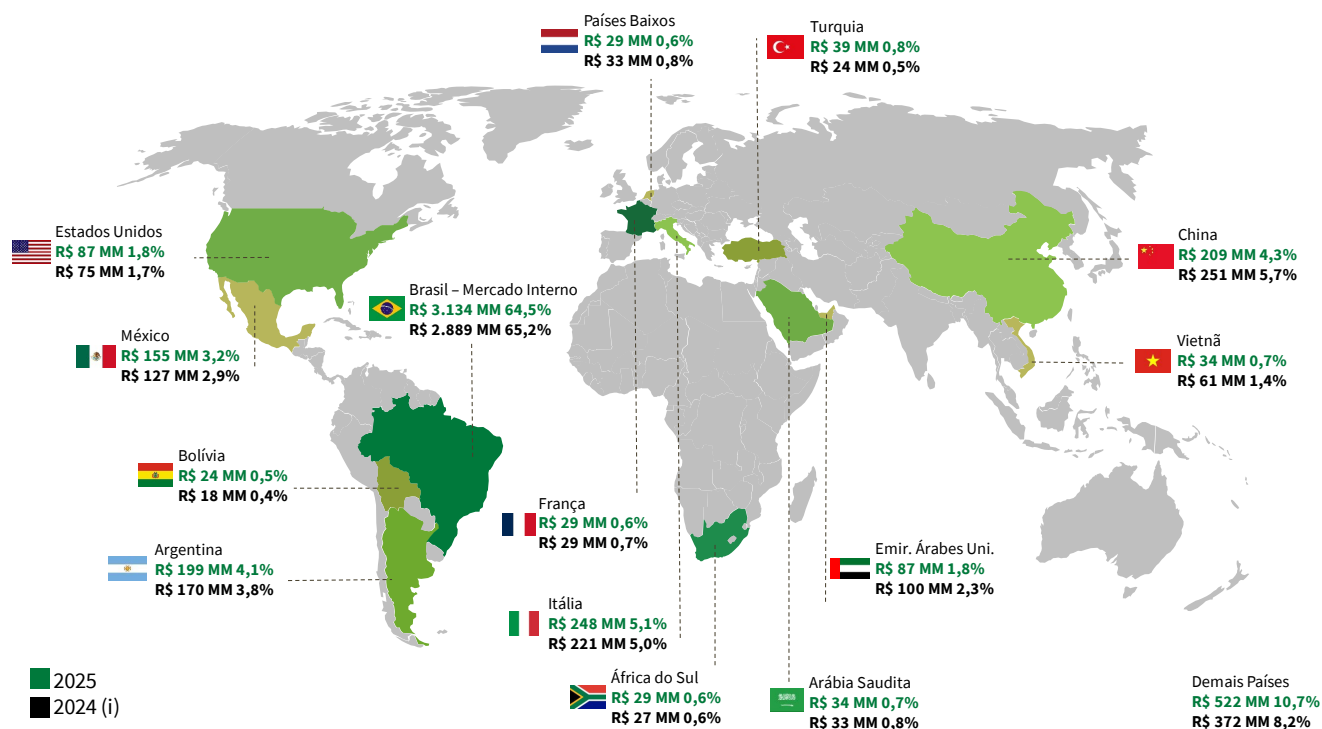 Países Baixos
R$ 29 MM 0,6%
R$ 33 MM 0,8%
Turquia
R$ 39 MM 0,8%
R$ 24 MM 0,5%
Estados Unidos
R$ 87 MM 1,8%
R$ 75 MM 1,7%
China
R$ 209 MM 4,3%
R$ 251 MM 5,7%
Brasil – Mercado Interno
R$ 3.134 MM 64,5%
R$ 2.889 MM 65,2%
México
R$ 155 MM 3,2%
R$ 127 MM 2,9%
Vietnã
R$ 34 MM 0,7%
R$ 61 MM 1,4%
Bolívia
R$ 24 MM 0,5%
R$ 18 MM 0,4%
França
R$ 29 MM 0,6%
R$ 29 MM 0,7%
Argentina
R$ 199 MM 4,1%
R$ 170 MM 3,8%
Emir. Árabes Uni.
R$ 87 MM 1,8%
R$ 100 MM 2,3%
Itália
R$ 248 MM 5,1%
R$ 221 MM 5,0%
África do Sul
R$ 29 MM 0,6%
R$ 27 MM 0,6%
Arábia Saudita
R$ 34 MM 0,7%
R$ 33 MM 0,8%
Demais Países
R$ 522 MM 10,7%
R$ 372 MM 8,2%
2025
2024 (i)